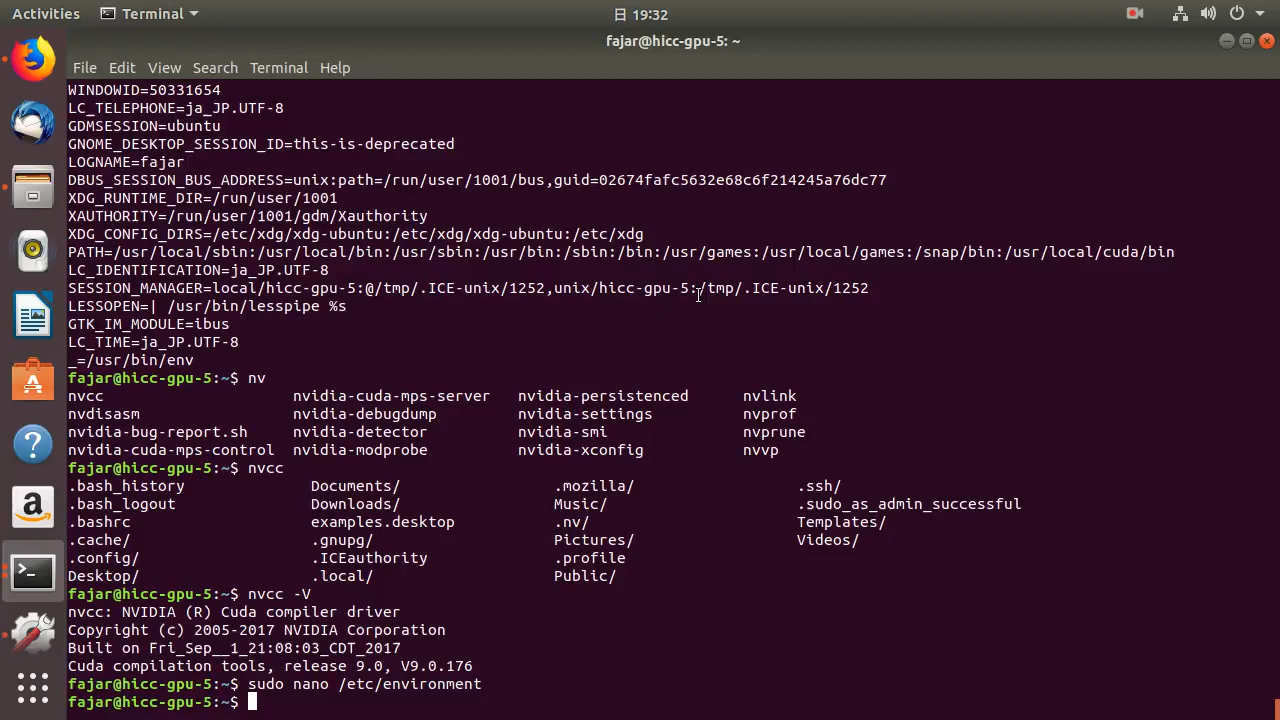 Activities Terminal 日 19:32
fajar@hicc-gpu-5: ~
File Edit View Search Terminal Help
WINDOWID=50331654
LC_TELEPHONE=ja_JP.UTF-8
GDMSESSION=ubuntu
GNOME_DESKTOP_SESSION_ID=this-is-deprecated
LOGNAME=fajar
DBUS_SESSION_BUS_ADDRESS=unix:path=/run/user/1001/bus,guid=02674fafc5632e68c6f214245a76dc77
XDG_RUNTIME_DIR=/run/user/1001
XAUTHORITY=/run/user/1001/gdm/Xauthority
XDG_CONFIG_DIRS=/etc/xdg/xdg-ubuntu:/etc/xdg/xdg-ubuntu:/etc/xdg
PATH=/usr/local/sbin:/usr/local/bin:/usr/sbin:/usr/bin:/sbin:/bin:/usr/games:/usr/local/games:/snap/bin:/usr/local/cuda/bin
LC_IDENTIFICATION=ja_JP.UTF-8
SESSION_MANAGER=local/hicc-gpu-5:@/tmp/.ICE-unix/1252,unix/hicc-gpu-5:/tmp/.ICE-unix/1252
LESSOPEN=| /usr/bin/lesspipe %s
GTK_IM_MODULE=ibus
LC_TIME=ja_JP.UTF-8
_=/usr/bin/env
fajar@hicc-gpu-5:~$ nv
nvcc nvidia-cuda-mps-server nvidia-persistenced nvlink
nvdisasm nvidia-debugdump nvidia-settings nvprof
nvidia-bug-report.sh nvidia-detector nvidia-smi nvprune
nvidia-cuda-mps-control nvidia-modprobe nvidia-xconfig nvvp
fajar@hicc-gpu-5:~$ nvcc
.bash_history Documents/ .mozilla/ .ssh/
.bash_logout Downloads/ Music/ .sudo_as_admin_successful
.bashrc examples.desktop .nv/ Templates/
.cache/ .gnupg/ Pictures/ Videos/
.config/ .ICEauthority .profile
Desktop/ .local/ Public/
fajar@hicc-gpu-5:~$ nvcc -V
nvcc: NVIDIA (R) Cuda compiler driver
Copyright (c) 2005-2017 NVIDIA Corporation
Built on Fri_Sep__1_21:08:03_CDT_2017
Cuda compilation tools, release 9.0, V9.0.176
fajar@hicc-gpu-5:~$ sudo nano /etc/environment
fajar@hicc-gpu-5:~$